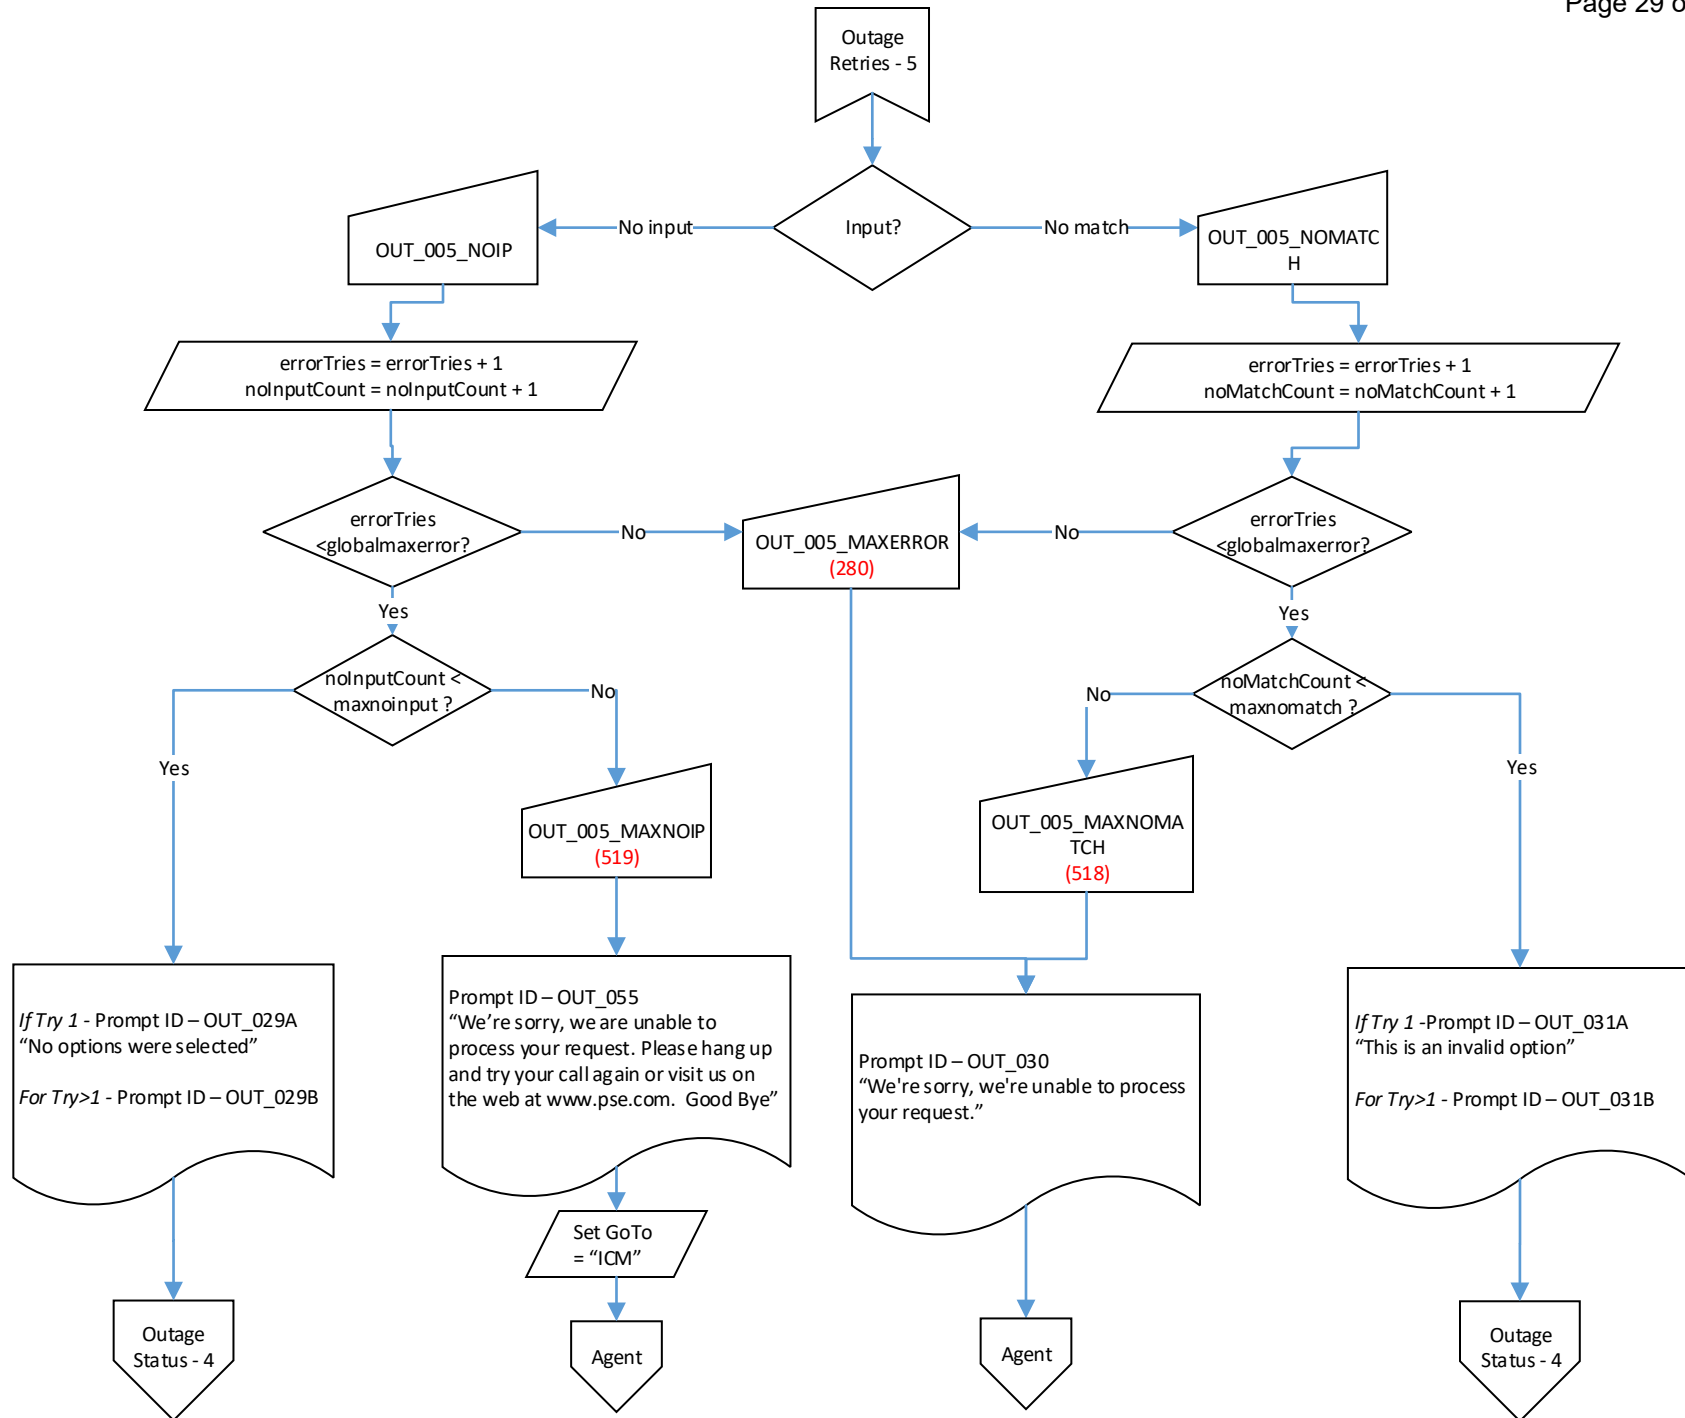 Page 29 o
Outage
Retries - 5
Input?
No input
No match
OUT_005_NOIP
OUT_005_NOMATC
H
errorTries = errorTries + 1
noInputCount = noInputCount + 1
errorTries = errorTries + 1
noMatchCount = noMatchCount + 1
errorTries
<globalmaxerror?
No
OUT_005_MAXERROR
(280)
No
errorTries
<globalmaxerror?
Yes
Yes
noInputCount <
maxnoinput ?
No
No
noMatchCount <
maxnomatch ?
Yes
Yes
OUT_005_MAXNOIP
(519)
OUT_005_MAXNOMA
TCH
(518)
If Try 1 - Prompt ID – OUT_029A
“No options were selected”
For Try>1 - Prompt ID – OUT_029B
Prompt ID – OUT_055
“We’re sorry, we are unable to
process your request. Please hang up
and try your call again or visit us on
the web at www.pse.com.  Good Bye”
Prompt ID – OUT_030
“We're sorry, we're unable to process
your request.”
If Try 1 -Prompt ID – OUT_031A
“This is an invalid option”
For Try>1 - Prompt ID – OUT_031B
Set GoTo
= “ICM”
Outage
Status - 4
Agent
Agent
Outage
Status - 4